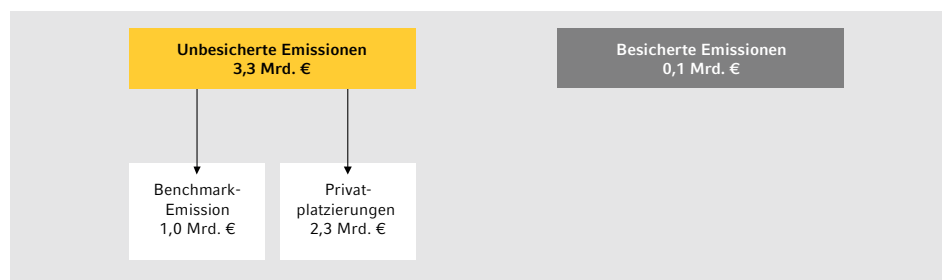 Unbesicherte Emissionen
3,3 Mrd. €
Besicherte Emissionen
0,1 Mrd. €
Benchmark-
Emission
1,0 Mrd. €
Privat-
platzierungen
2,3 Mrd. €